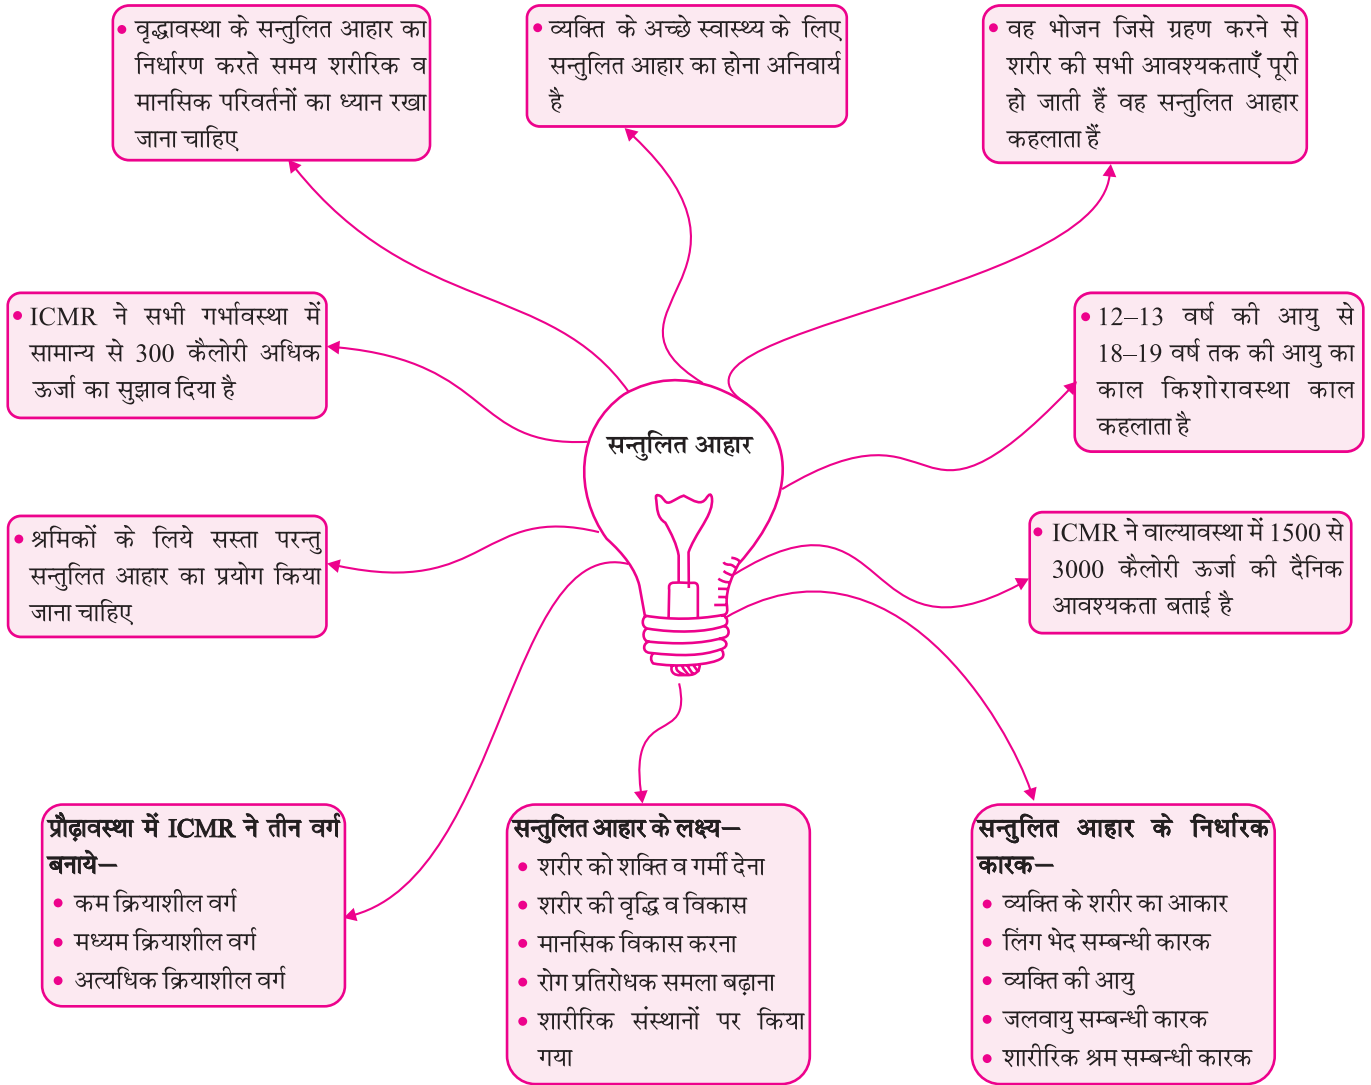 वृद्धावस्था के सन्तुलित आहार का
निर्धारण करते समय शरीरिक व
मानसिक परिवर्तनों का ध्यान रखा
जाना चाहिए
व्यक्ति के अच्छे स्वास्थ्य के लिए
सन्तुलित आहार का होना अनिवार्य
है
वह भोजन जिसे ग्रहण करने से
शरीर की सभी आवश्यकताएँ पूरी
हो जाती हैं वह सन्तुलित आहार
कहलाता हैं
ICMR ने सभी गर्भावस्था में
सामान्य से 300 कैलोरी अधिक
ऊर्जा का सुझाव दिया है
12–13 वर्ष की आयु से
18–19 वर्ष तक की आयु का
काल किशोरावस्था काल
कहलाता है
सन्तुलित आहार
श्रमिकों के लिये सस्ता परन्तु
सन्तुलित आहार का प्रयोग किया
जाना चाहिए
ICMR ने वाल्यावस्था में 1500 से
3000 कैलोरी ऊर्जा की दैनिक
आवश्यकता बताई है
प्रौढ़ावस्था में ICMR ने तीन वर्ग
बनाये–
कम क्रियाशील वर्ग
मध्यम क्रियाशील वर्ग
अत्यधिक क्रियाशील वर्ग
सन्तुलित आहार के लक्ष्य–
शरीर को शक्ति व गर्मी देना
शरीर की वृद्धि व विकास
मानसिक विकास करना
रोग प्रतिरोधक समला बढ़ाना
शारीरिक संस्थानों पर किया
गया
सन्तुलित आहार के निर्धारक
कारक–
व्यक्ति के शरीर का आकार
लिंग भेद सम्बन्धी कारक
व्यक्ति की आयु
जलवायु सम्बन्धी कारक
शारीरिक श्रम सम्बन्धी कारक